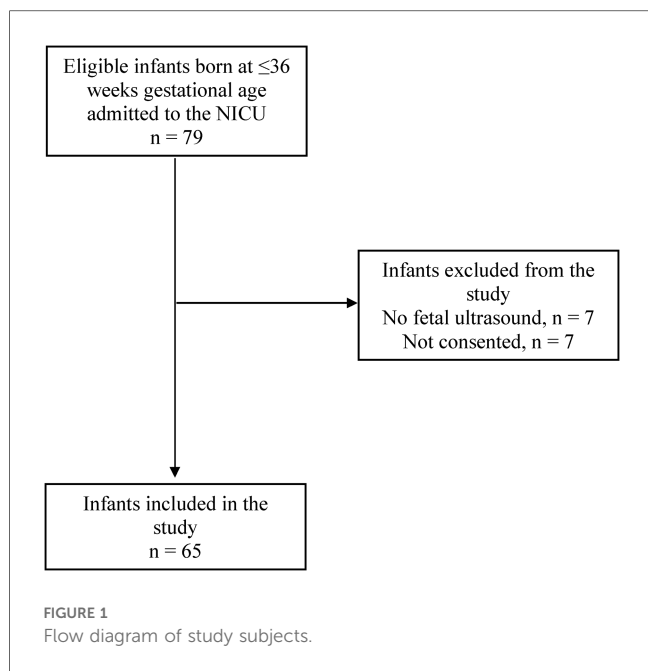 Eligible infants born at ≤36
weeks gestational age
admitted to the NICU
n = 79
Infants excluded from the
study
No fetal ultrasound, n = 7
Not consented, n = 7
Infants included in the
study
n = 65
FIGURE 1
Flow diagram of study subjects.